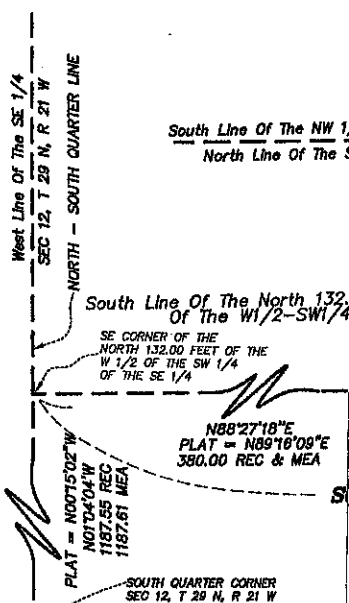 West Line Of The SE 1/4
SEC 12, T 29 N, R 21 W
NORTH - SOUTH QUARTER LINE
South Line Of The NW 1/
North Line Of The S
South Line Of The North 132.
Of The W1/2-SW1/4
SE CORNER OF THE
NORTH 132.00 FEET OF THE
W 1/2 OF THE SW 1/4
OF THE SE 1/4
N88°27'18"E
PLAT = N89°16'09"E
380.00 REC & MEA
PLAT = N00°15'02"W
N01°04'04"W
1187.55 REC
1187.61 MEA
S
SOUTH QUARTER CORNER
SEC 12, T 29 N, R 21 W